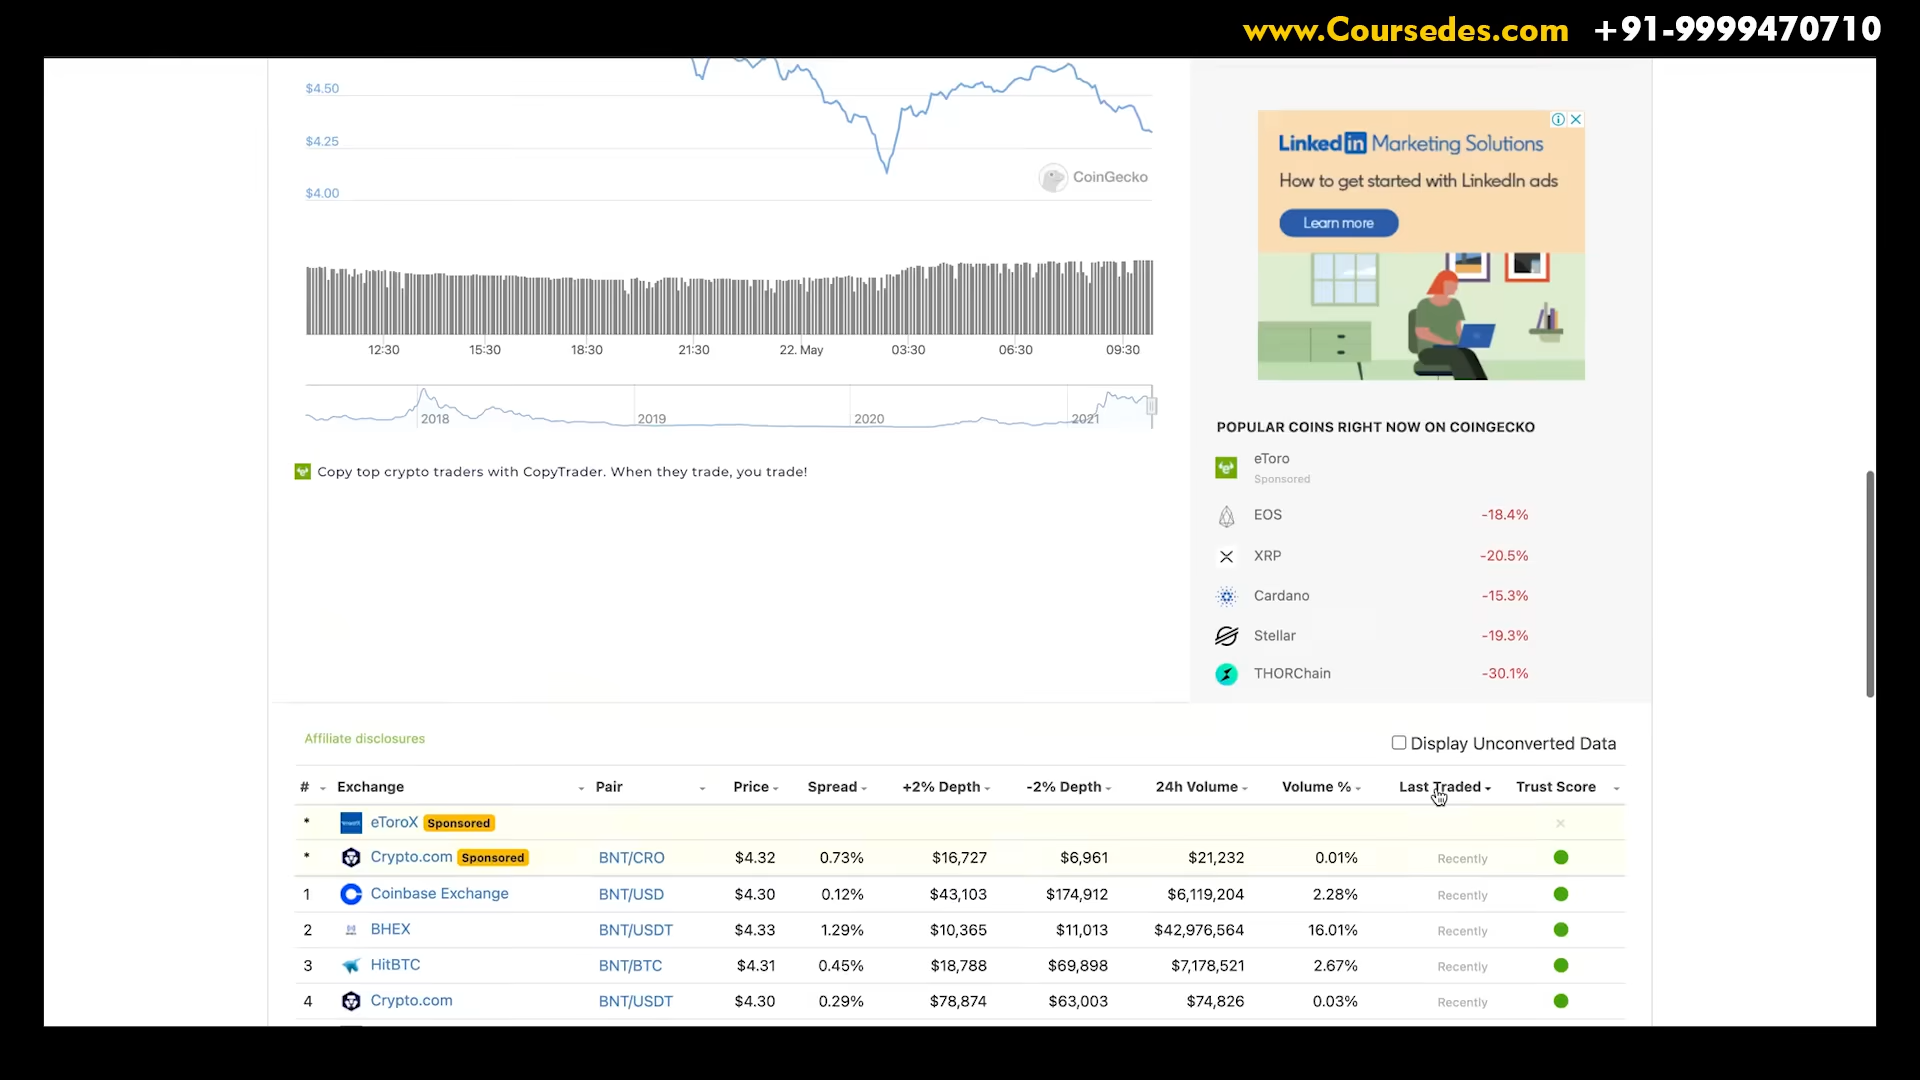 www.Coursedes.com +91-9999470710
$4.50
$4.25
$4.00
CoinGecko
12:30 15:30 18:30 21:30 22. May 03:30 06:30 09:30
2018 2019 2020 2021
Copy top crypto traders with CopyTrader. When they trade, you trade!
Linked in Marketing Solutions
How to get started with LinkedIn ads
Learn more
POPULAR COINS RIGHT NOW ON COINGECKO
eToro
Sponsored
EOS -18.4%
XRP -20.5%
Cardano -15.3%
Stellar -19.3%
THORChain -30.1%
Affiliate disclosures
Display Unconverted Data
# Exchange Pair Price Spread +2% Depth -2% Depth 24h Volume Volume % Last Traded Trust Score
* eToroX Sponsored
* Crypto.com Sponsored BNT/CRO $4.32 0.73% $16,727 $6,961 $21,232 0.01% Recently
1 Coinbase Exchange BNT/USD $4.30 0.12% $43,103 $174,912 $6,119,204 2.28% Recently
2 BHEX BNT/USDT $4.33 1.29% $10,365 $11,013 $42,976,564 16.01% Recently
3 HitBTC BNT/BTC $4.31 0.45% $18,788 $69,898 $7,178,521 2.67% Recently
4 Crypto.com BNT/USDT $4.30 0.29% $78,874 $63,003 $74,826 0.03% Recently